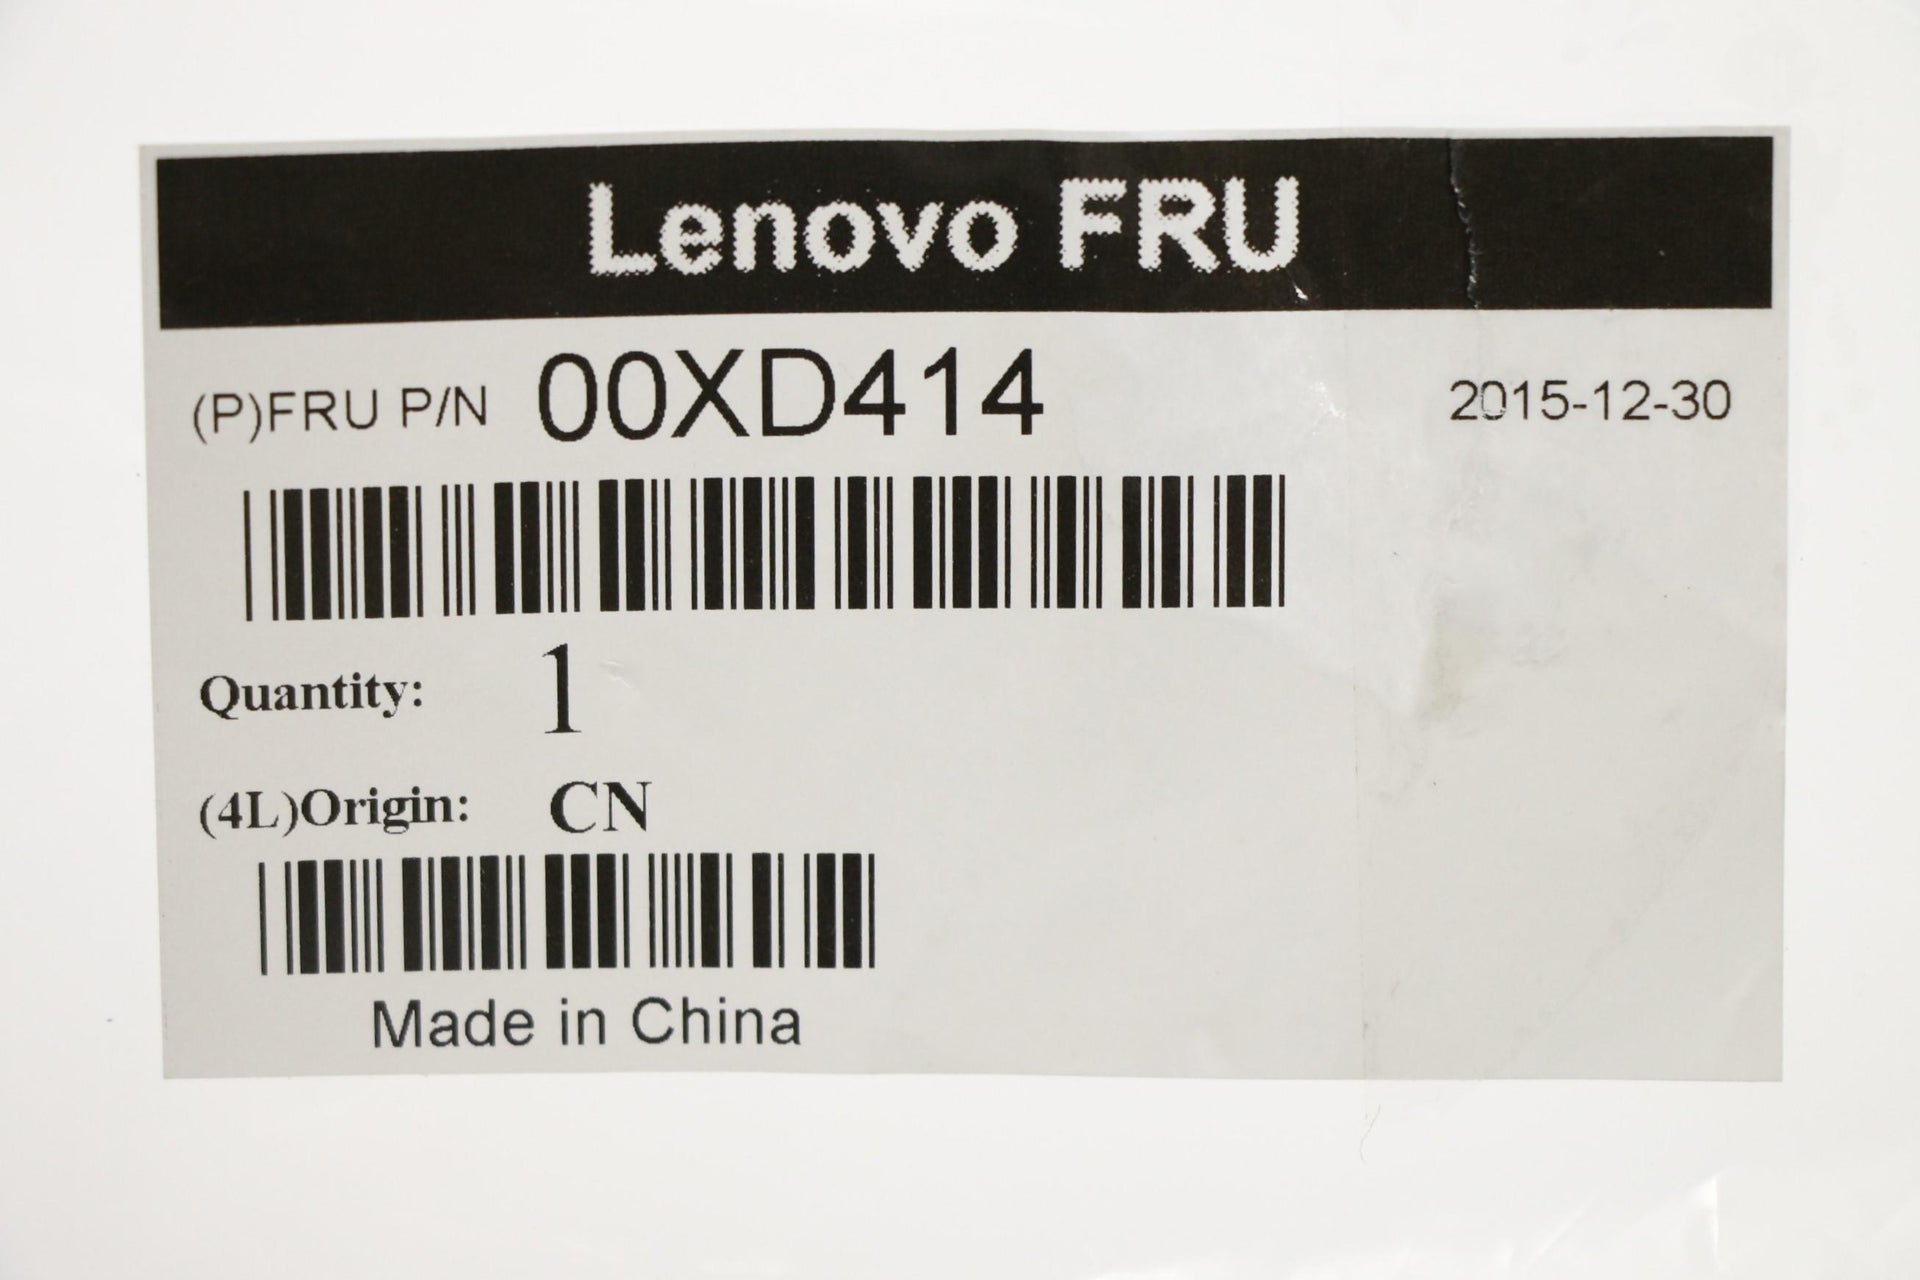 Lenovo FRU
(P)FRU P/N 00XD414 2015-12-30
Quantity: 1
(4L)Origin: CN
Made in China